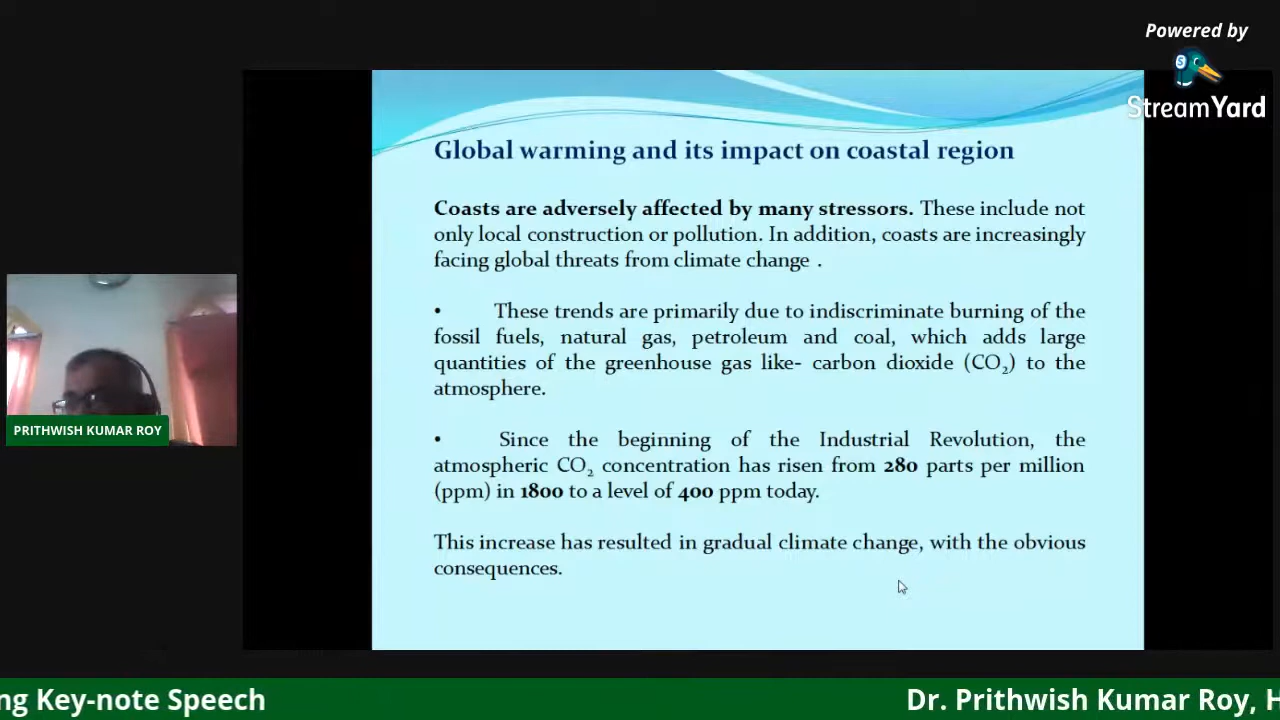 Powered by
StreamYard
Global warming and its impact on coastal region
Coasts are adversely affected by many stressors. These include not
only local construction or pollution. In addition, coasts are increasingly
facing global threats from climate change .
• These trends are primarily due to indiscriminate burning of the
fossil fuels, natural gas, petroleum and coal, which adds large
quantities of the greenhouse gas like- carbon dioxide (CO₂) to the
atmosphere.
• Since the beginning of the Industrial Revolution, the
atmospheric CO₂ concentration has risen from 280 parts per million
(ppm) in 1800 to a level of 400 ppm today.
This increase has resulted in gradual climate change, with the obvious
consequences.
PRITHWISH KUMAR ROY
ng Key-note Speech Dr. Prithwish Kumar Roy, H